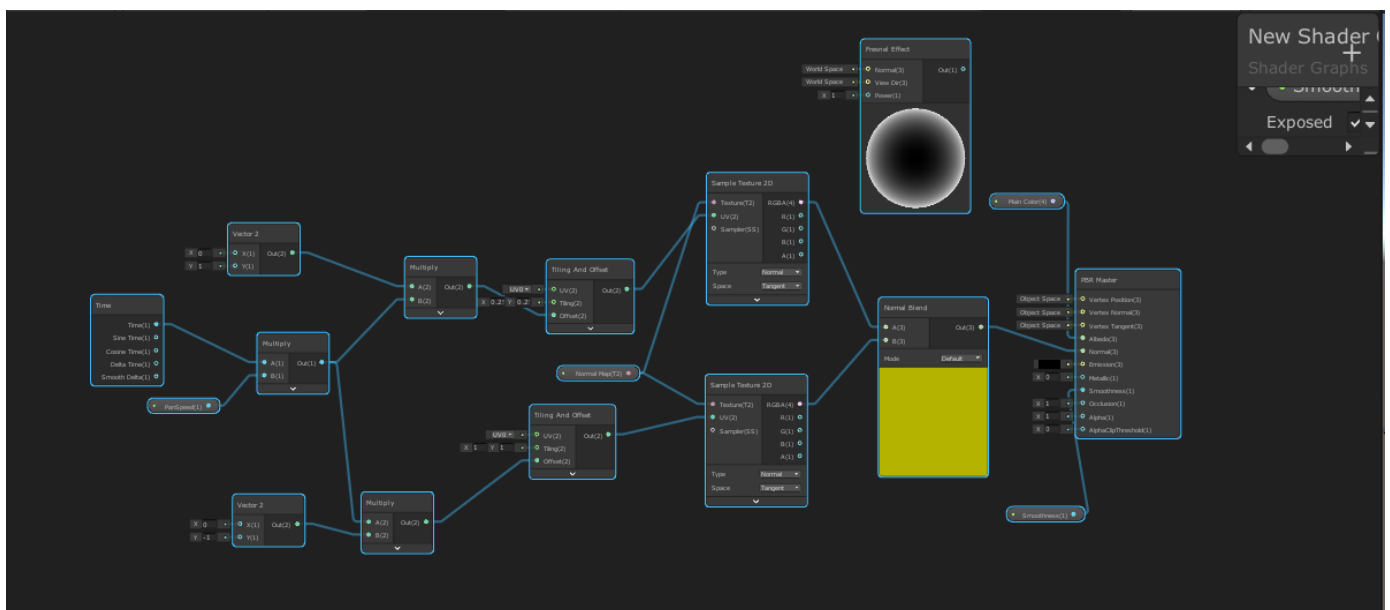 New Shader
Shader Graphs
Smooth
Exposed
Fresnel Effect
World Space
Normal(3)
Out(1)
World Space
View Dir(3)
X 1
Power(1)
Sample Texture 2D
Texture(T2)
RGBA(4)
UV(2)
R(1)
Sampler(SS)
G(1)
B(1)
A(1)
Type
Normal
Space
Tangent
Main Color(4)
Vector 2
X 0
X(1)
Out(2)
Y 1
Y(1)
Multiply
A(2)
Out(2)
B(2)
Tiling And Offset
UV0
UV(2)
Out(2)
X 0.2 Y 0.2
Tiling(2)
Offset(2)
Time
Time(1)
Sine Time(1)
Cosine Time(1)
Delta Time(1)
Smooth Delta(1)
Multiply
A(1)
Out(1)
B(1)
PanSpeed(1)
Normal Map(T2)
Normal Blend
A(3)
Out(3)
B(3)
Mode
Default
PBR Master
Object Space
Vertex Position(3)
Object Space
Vertex Normal(3)
Object Space
Vertex Tangent(3)
Albedo(3)
Normal(3)
Emission(3)
X 0
Metallic(1)
Smoothness(1)
X 1
Occlusion(1)
X 1
Alpha(1)
X 0
AlphaClipThreshold(1)
Sample Texture 2D
Texture(T2)
RGBA(4)
UV(2)
R(1)
Sampler(SS)
G(1)
B(1)
A(1)
Type
Normal
Space
Tangent
Tiling And Offset
UV0
UV(2)
Out(2)
X 1 Y 1
Tiling(2)
Offset(2)
Vector 2
X 0
X(1)
Out(2)
Y -1
Y(1)
Multiply
A(2)
Out(2)
B(2)
Smoothness(1)